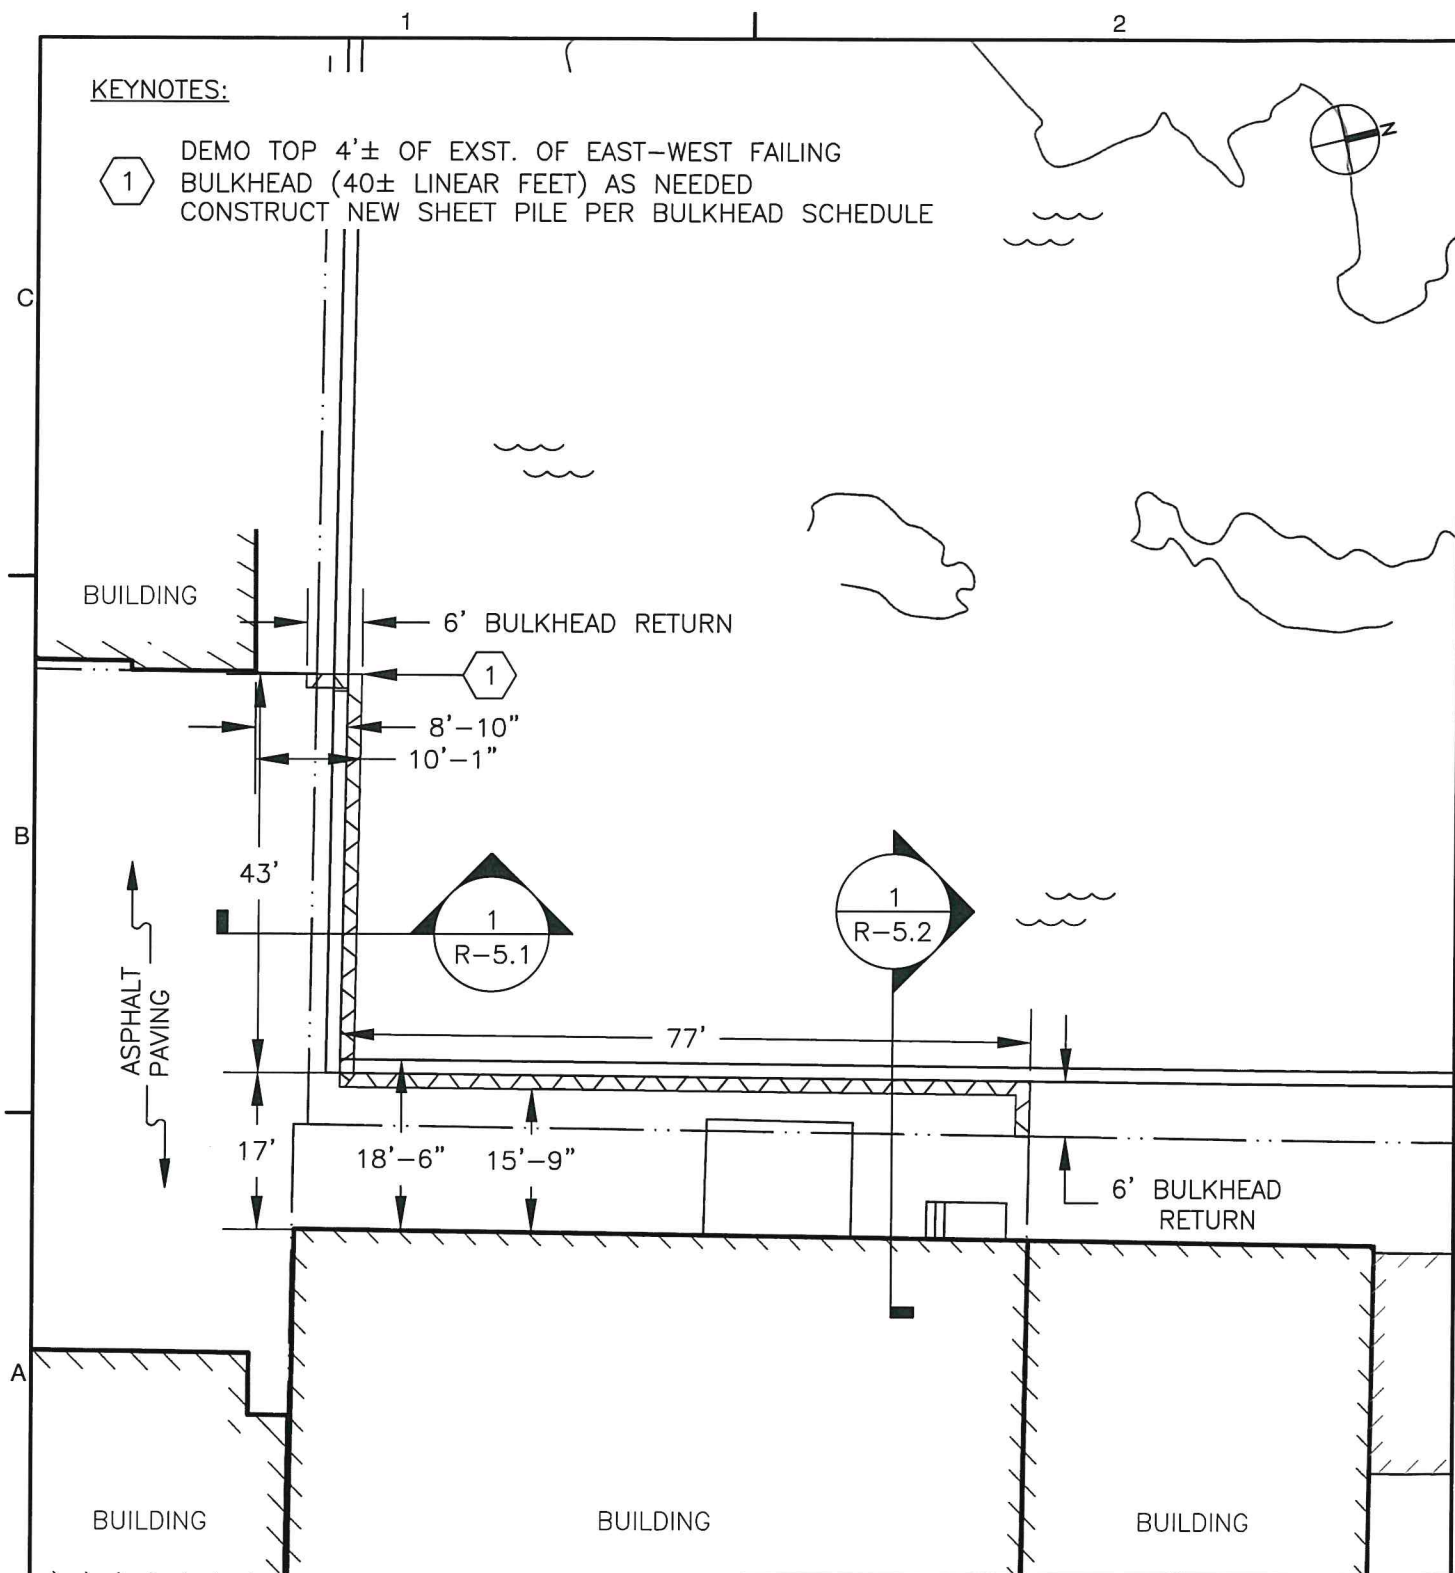 1
2
KEYNOTES:
1
DEMO TOP 4'± OF EXST. OF EAST-WEST FAILING
BULKHEAD (40± LINEAR FEET) AS NEEDED
CONSTRUCT NEW SHEET PILE PER BULKHEAD SCHEDULE
N
C
BUILDING
6' BULKHEAD RETURN
1
8'-10"
10'-1"
B
43'
1
R-5.1
1
R-5.2
ASPHALT
PAVING
77'
17'
18'-6"
15'-9"
6' BULKHEAD
RETURN
A
BUILDING
BUILDING
BUILDING